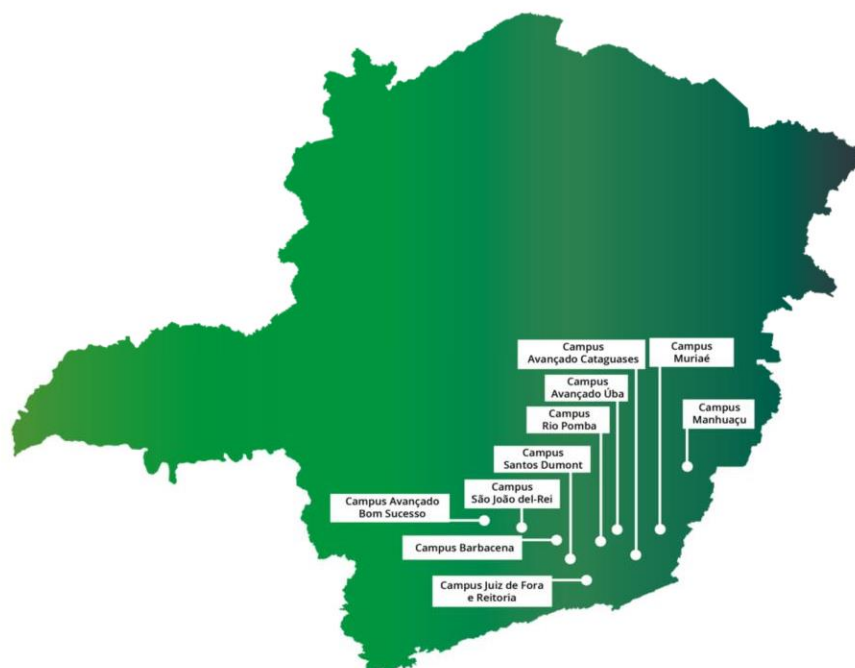 Campus
Avançado Cataguases
Campus
Muriaé
Campus
Avançado Úba
Campus
Rio Pomba
Campus
Manhuaçu
Campus
Santos Dumont
Campus
São João del-Rei
Campus Avançado
Bom Sucesso
Campus Barbacena
Campus Juiz de Fora
e Reitoria